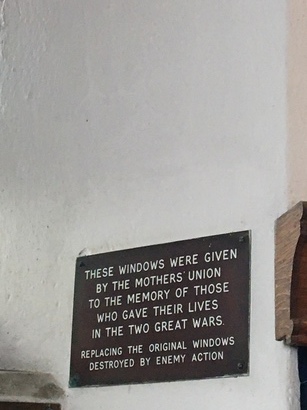 THESE WINDOWS WERE GIVEN
BY THE MOTHERS' UNION
TO THE MEMORY OF THOSE
WHO GAVE THEIR LIVES
IN THE TWO GREAT WARS.
REPLACING THE ORIGINAL WINDOWS
DESTROYED BY ENEMY ACTION